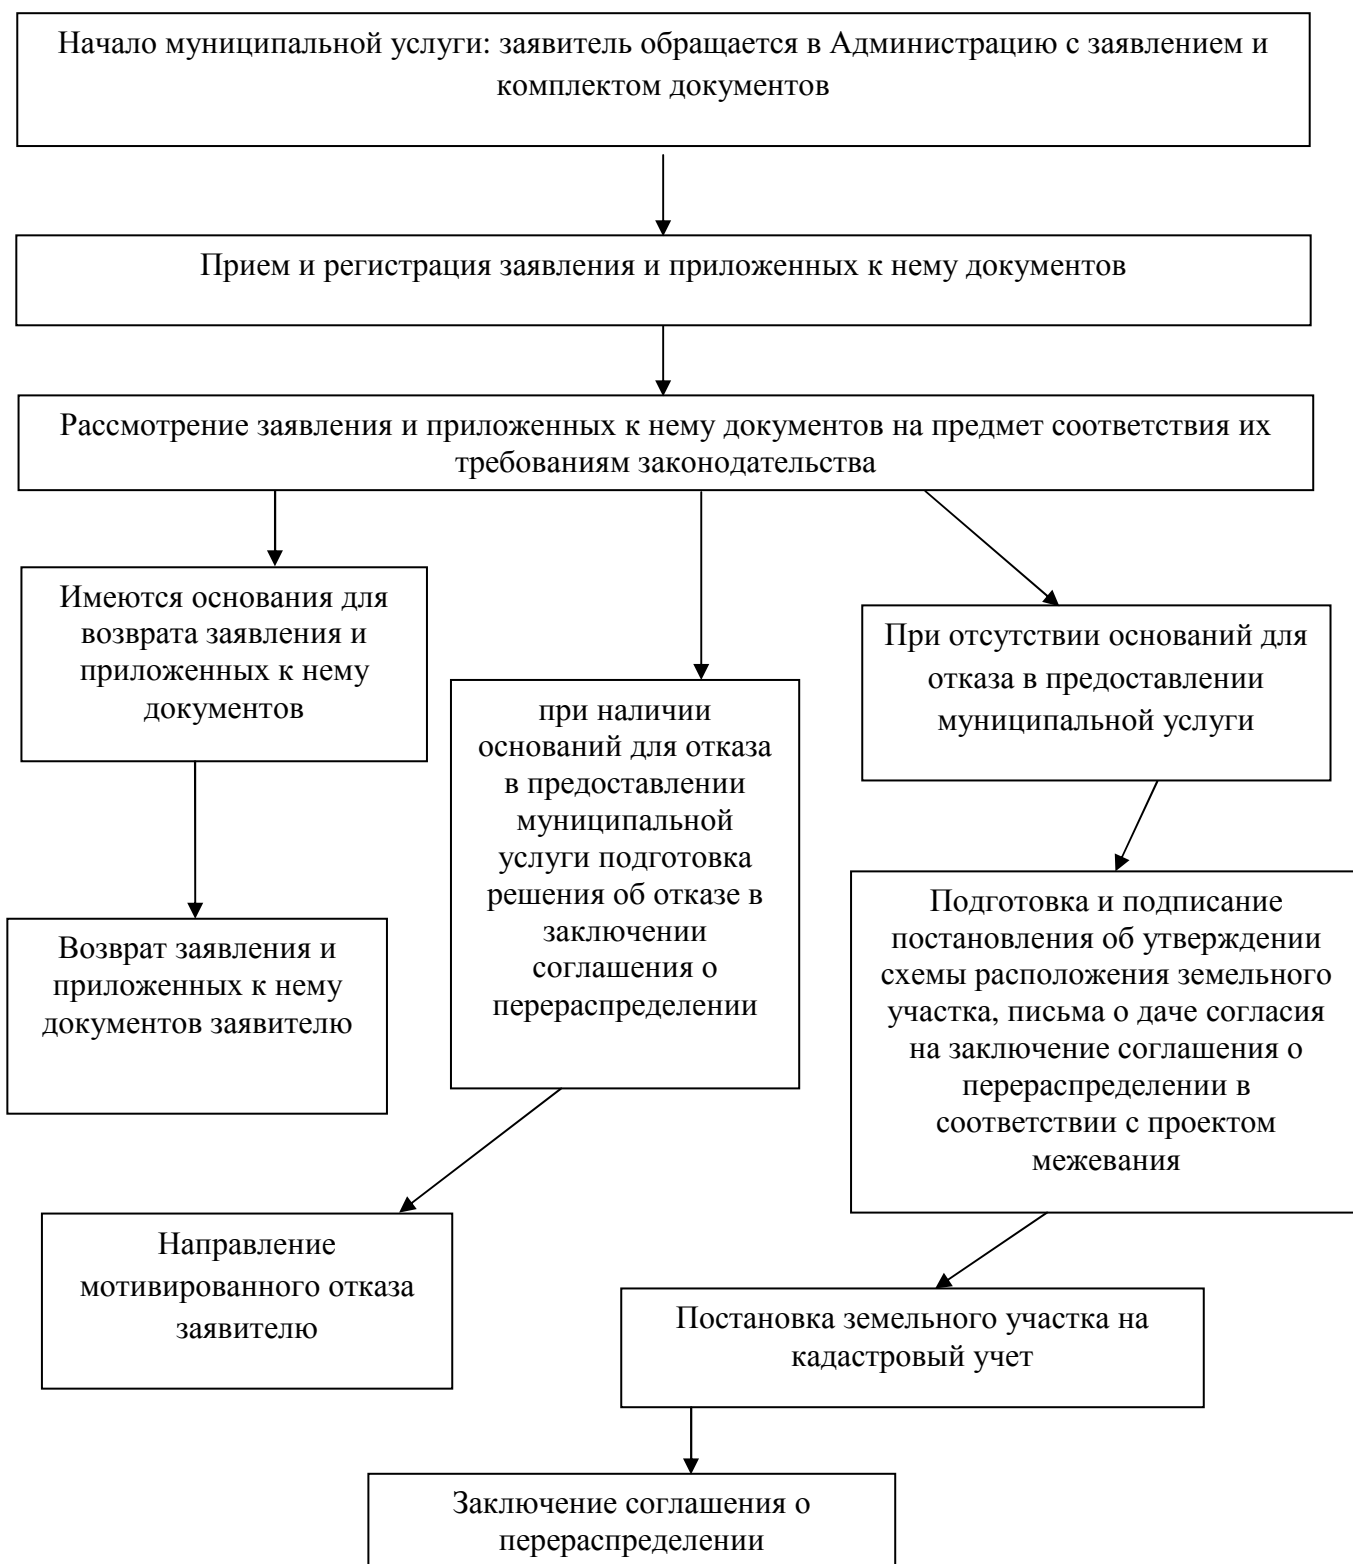 Начало муниципальной услуги: заявитель обращается в Администрацию с заявлением и
комплектом документов
Прием и регистрация заявления и приложенных к нему документов
Рассмотрение заявления и приложенных к нему документов на предмет соответствия их
требованиям законодательства
Имеются основания для
возврата заявления и
приложенных к нему
документов
при наличии
оснований для отказа
в предоставлении
муниципальной
услуги подготовка
решения об отказе в
заключении
соглашения о
перераспределении
При отсутствии оснований для
отказа в предоставлении
муниципальной услуги
Возврат заявления и
приложенных к нему
документов заявителю
Подготовка и подписание
постановления об утверждении
схемы расположения земельного
участка, письма о даче согласия
на заключение соглашения о
перераспределении в
соответствии с проектом
межевания
Направление
мотивированного отказа
заявителю
Постановка земельного участка на
кадастровый учет
Заключение соглашения о
перераспределении